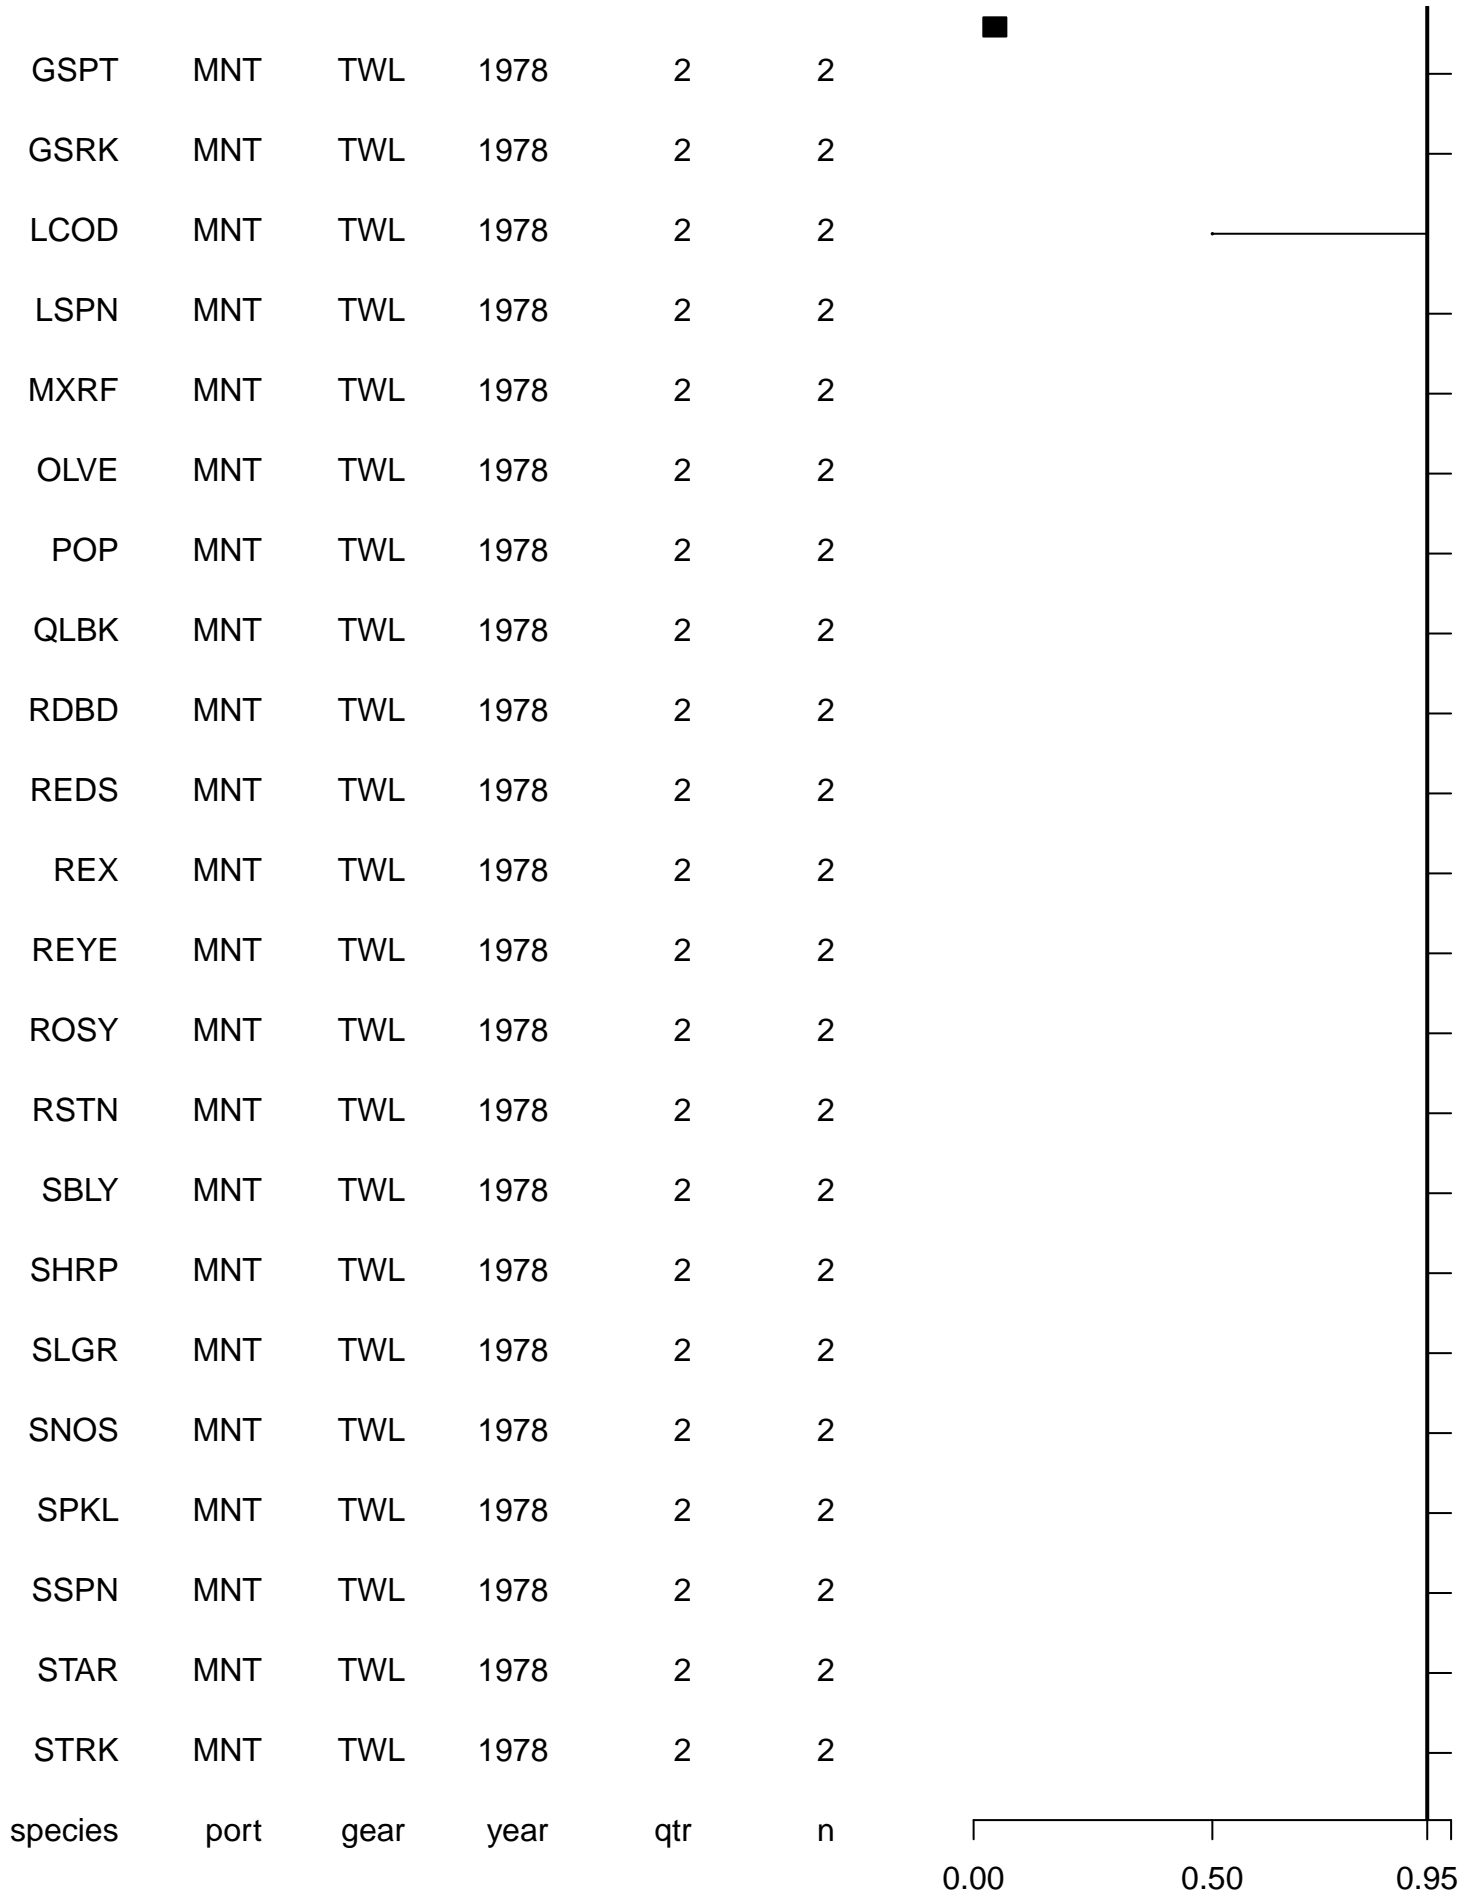 GSPT MNT TWL 1978 2 2
GSRK MNT TWL 1978 2 2
LCOD MNT TWL 1978 2 2
LSPN MNT TWL 1978 2 2
MXRF MNT TWL 1978 2 2
OLVE MNT TWL 1978 2 2
POP MNT TWL 1978 2 2
QLBK MNT TWL 1978 2 2
RDBD MNT TWL 1978 2 2
REDS MNT TWL 1978 2 2
REX MNT TWL 1978 2 2
REYE MNT TWL 1978 2 2
ROSY MNT TWL 1978 2 2
RSTN MNT TWL 1978 2 2
SBLY MNT TWL 1978 2 2
SHRP MNT TWL 1978 2 2
SLGR MNT TWL 1978 2 2
SNOS MNT TWL 1978 2 2
SPKL MNT TWL 1978 2 2
SSPN MNT TWL 1978 2 2
STAR MNT TWL 1978 2 2
STRK MNT TWL 1978 2 2
species port gear year qtr n
0.00 0.50 0.95